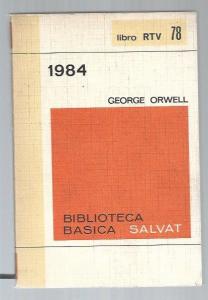 libro RTV 78
1984
GEORGE ORWELL
BIBLIOTECA
BASICA SALVAT